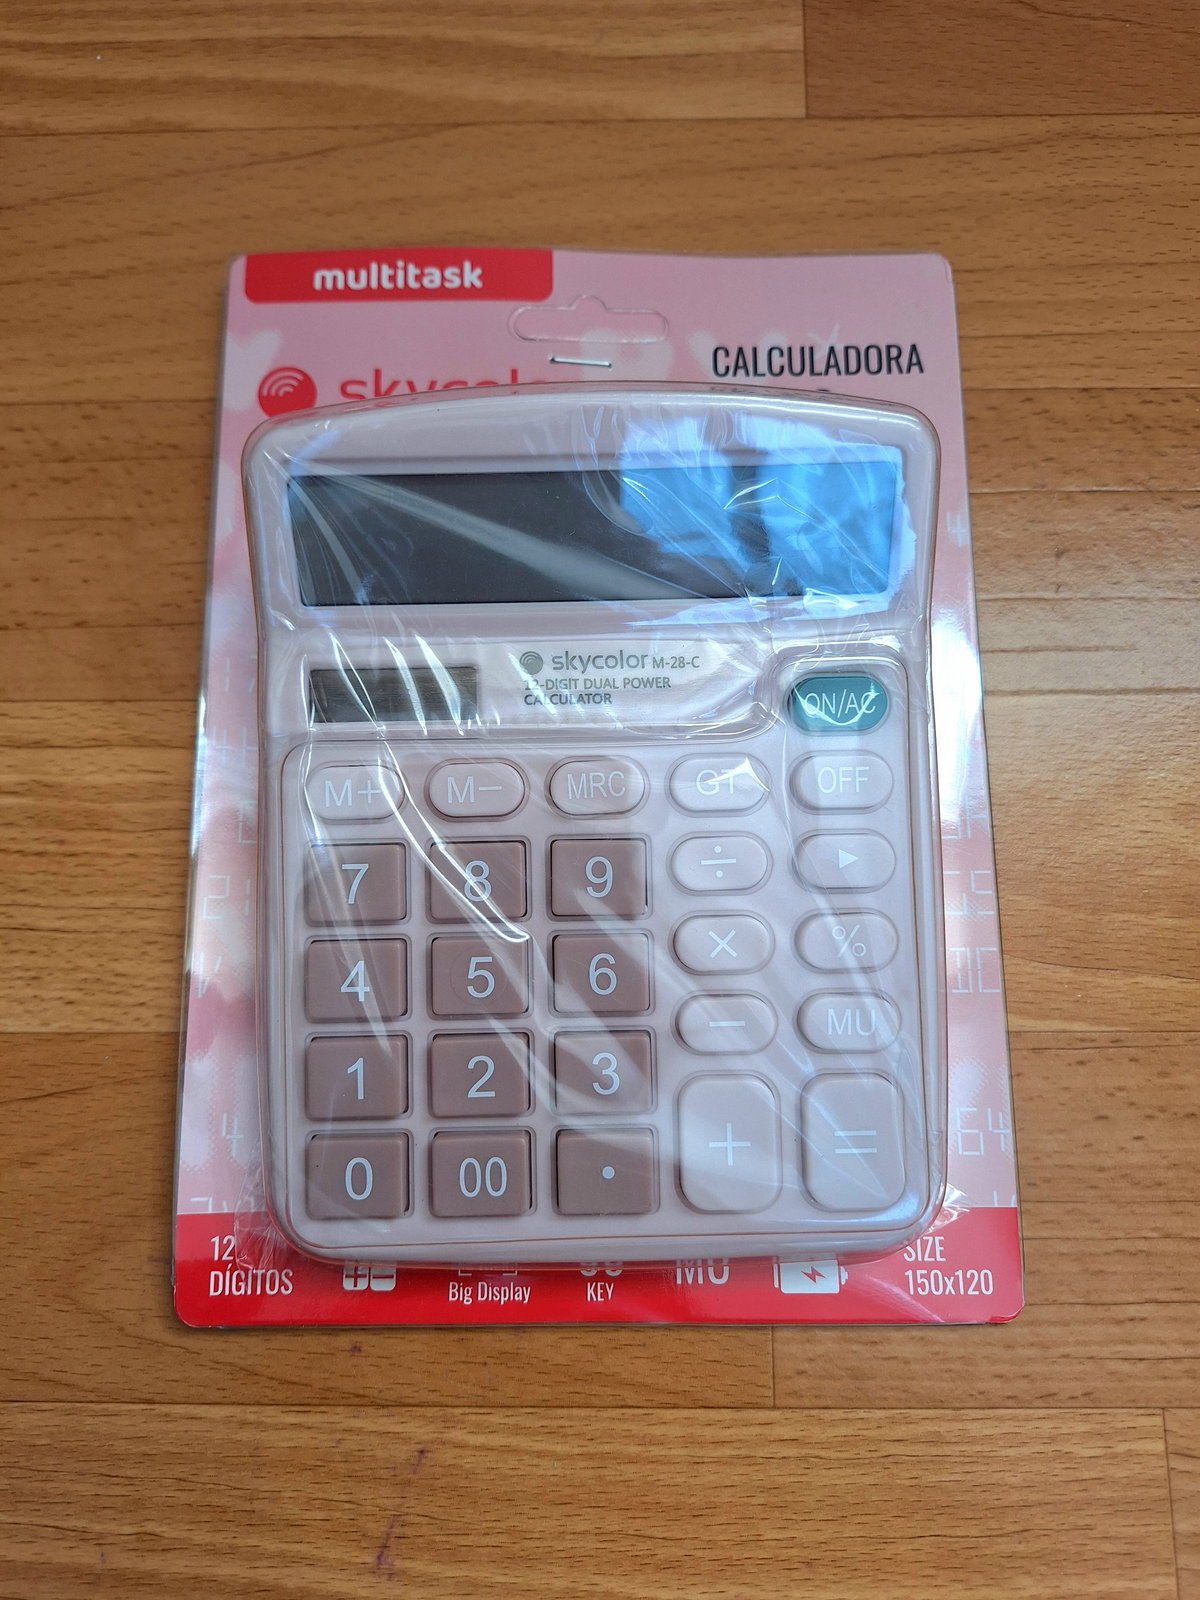 multitask
CALCULADORA
skycolor M-28-C
12-DIGIT DUAL POWER
CALCULATOR
ON/AC
M+ M− MRC GT OFF
7 8 9 ÷ ▶
4 5 6 × %
1 2 3 − MU
0 00 . + =
12
DÍGITOS
Big Display
KEY
MU
SIZE
150x120